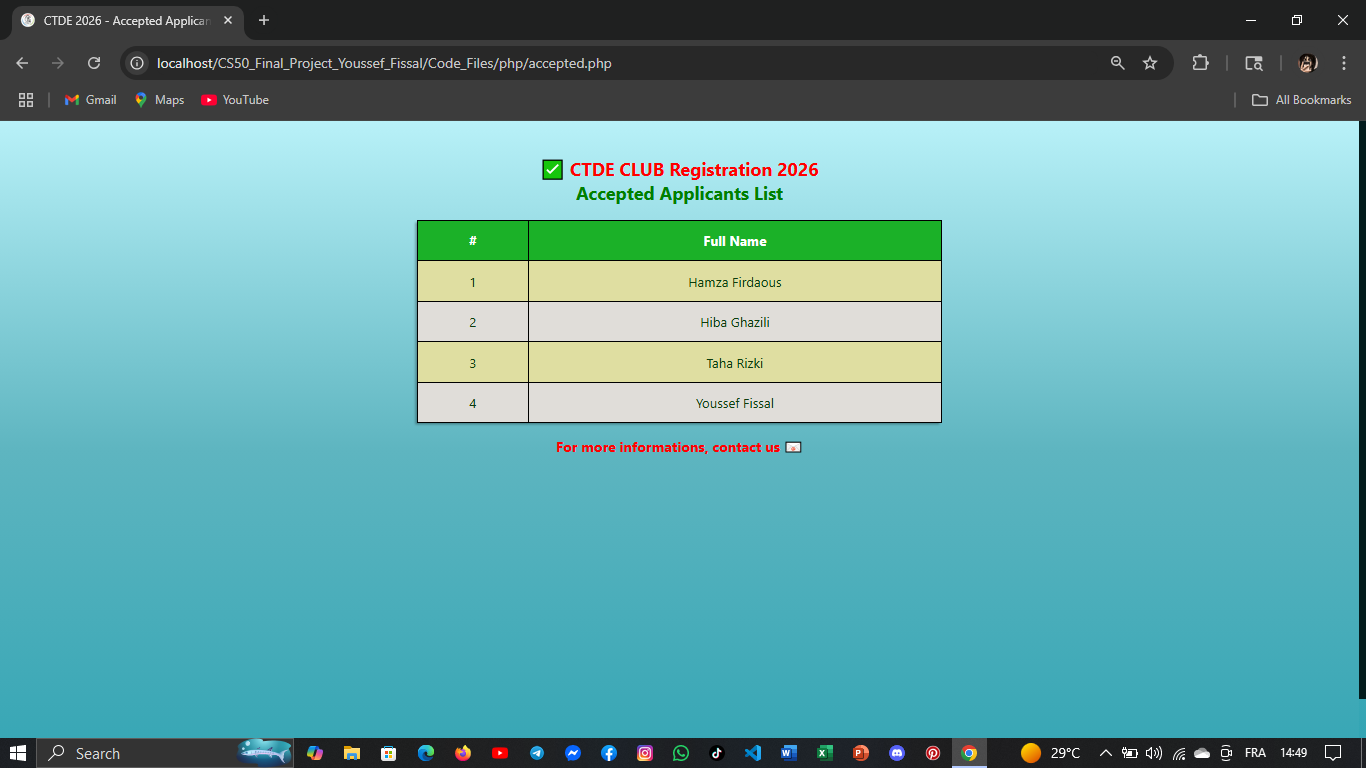 CTDE 2026 - Accepted Applican
localhost/CS50_Final_Project_Youssef_Fissal/Code_Files/php/accepted.php
Gmail
Maps
YouTube
All Bookmarks
✅ CTDE CLUB Registration 2026
Accepted Applicants List
# Full Name
1 Hamza Firdaous
2 Hiba Ghazili
3 Taha Rizki
4 Youssef Fissal
For more informations, contact us 📧
Search
29°C
FRA
14:49